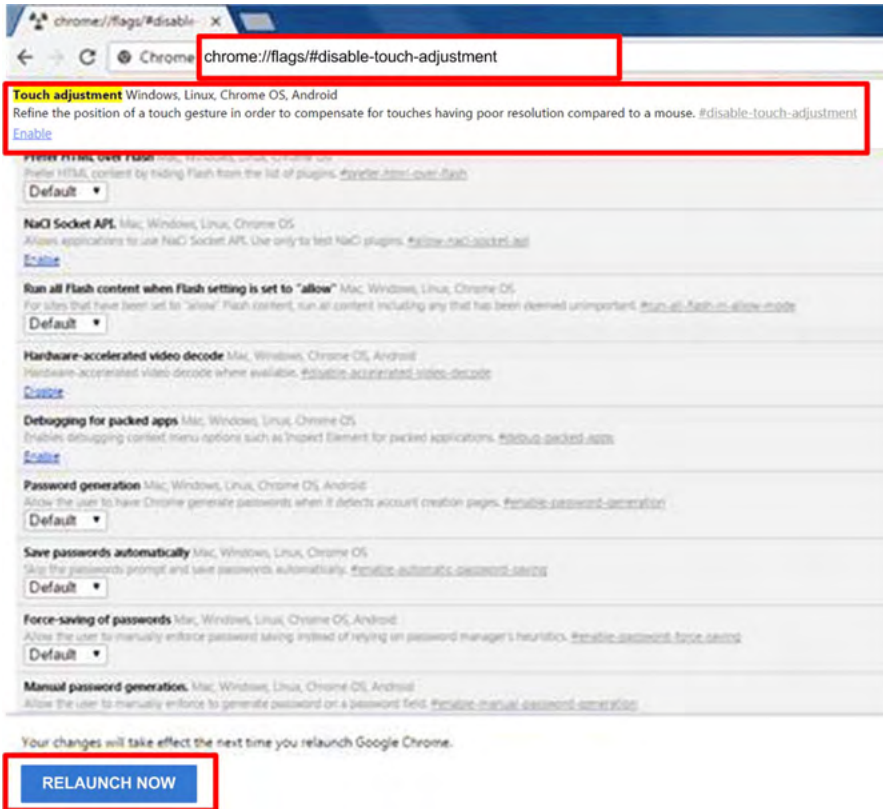 chrome://flags/#disable-
Chrome
chrome://flags/#disable-touch-adjustment
Touch adjustment Windows, Linux, Chrome OS, Android
Refine the position of a touch gesture in order to compensate for touches having poor resolution compared to a mouse. #disable-touch-adjustment
Enable
Prefer HTML over Flash Mac, Windows, Linux, Chrome OS
Prefer HTML content by hiding Flash from the list of plugins. #prefer-html-over-flash
Default
NaCl Socket API. Mac, Windows, Linux, Chrome OS
Allows applications to use NaCl Socket API. Use only to test NaCl plugins. #allow-nacl-socket-api
Enable
Run all Flash content when Flash setting is set to "allow" Mac, Windows, Linux, Chrome OS
For sites that have been set to "allow" Flash content, run all content including any that has been deemed unimportant. #run-all-flash-in-allow-mode
Default
Hardware-accelerated video decode Mac, Windows, Chrome OS, Android
Hardware-accelerated video decode where available. #disable-accelerated-video-decode
Disable
Debugging for packed apps Mac, Windows, Linux, Chrome OS
Enables debugging context menu options such as Inspect Element for packed applications. #debug-packed-apps
Enable
Password generation Mac, Windows, Linux, Chrome OS, Android
Allow the user to have Chrome generate passwords when it detects account creation pages. #enable-password-generation
Default
Save passwords automatically Mac, Windows, Linux, Chrome OS
Skip the passwords prompt and save passwords automatically. #enable-automatic-password-saving
Default
Force-saving of passwords Mac, Windows, Linux, Chrome OS, Android
Allow the user to manually enforce password saving instead of relying on password manager's heuristics. #enable-password-force-saving
Default
Manual password generation. Mac, Windows, Linux, Chrome OS, Android
Allow the user to manually enforce to generate password on a password field. #enable-manual-password-generation
Your changes will take effect the next time you relaunch Google Chrome.
RELAUNCH NOW